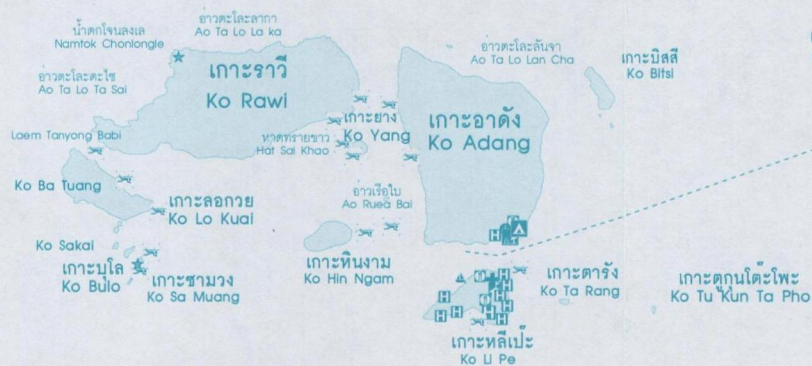 อ่าวตะโละลากา
Ao Ta Lo La ka
น้ำตกโจนลงเล
Namtok Chonlongle
อ่าวตะโละตะไซ
Ao Ta Lo Ta Sai
เกาะราวี
Ko Rawi
อ่าวตะโละลันจา
Ao Ta Lo Lan Cha
เกาะบิสสี
Ko Bitsi
เกาะยาง
Ko Yang
หาดทรายขาว
Hat Sai Khao
เกาะอาดัง
Ko Adang
Laem Tanyong Babi
Ko Ba Tuang
เกาะลอกวย
Ko Lo Kuai
อ่าวเรือใบ
Ao Ruea Bai
Ko Sakai
เกาะบุโล
Ko Bulo
เกาะซามวง
Ko Sa Muang
เกาะหินงาม
Ko Hin Ngam
H
เกาะตารัง
Ko Ta Rang
เกาะตูกุนโต๊ะโพะ
Ko Tu Kun Ta Pho
H
H
H
H
H
H
H
H
H
เกาะหลีเป๊ะ
Ko Li Pe